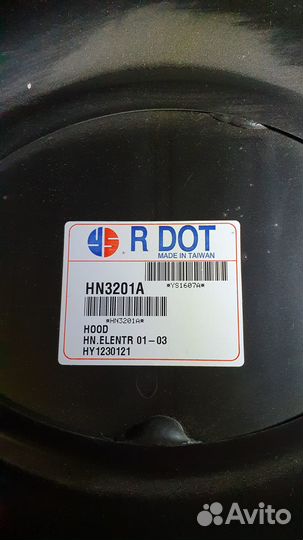 YS R DOT
MADE IN TAIWAN
*YS1607A*
HN3201A
*HN3201A*
HOOD
HN.ELENTR 01-03
HY1230121
Avito